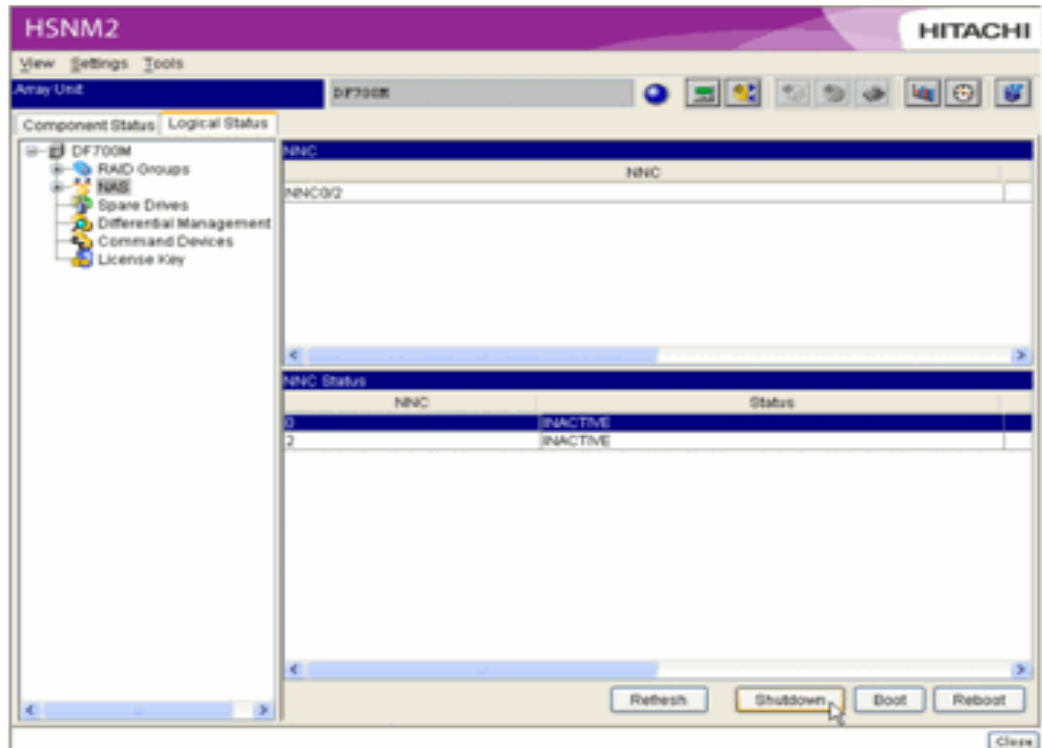 HSNM2
HITACHI
View Settings Tools
Array Unit
DF700M
Component Status Logical Status
DF700M
RAID Groups
NAS
Spare Drives
Differential Management
Command Devices
License Key
NNC
NNC
NNC0/2
NNC Status
NNC Status
0 INACTIVE
2 INACTIVE
Refresh Shutdown Boot Reboot
Close